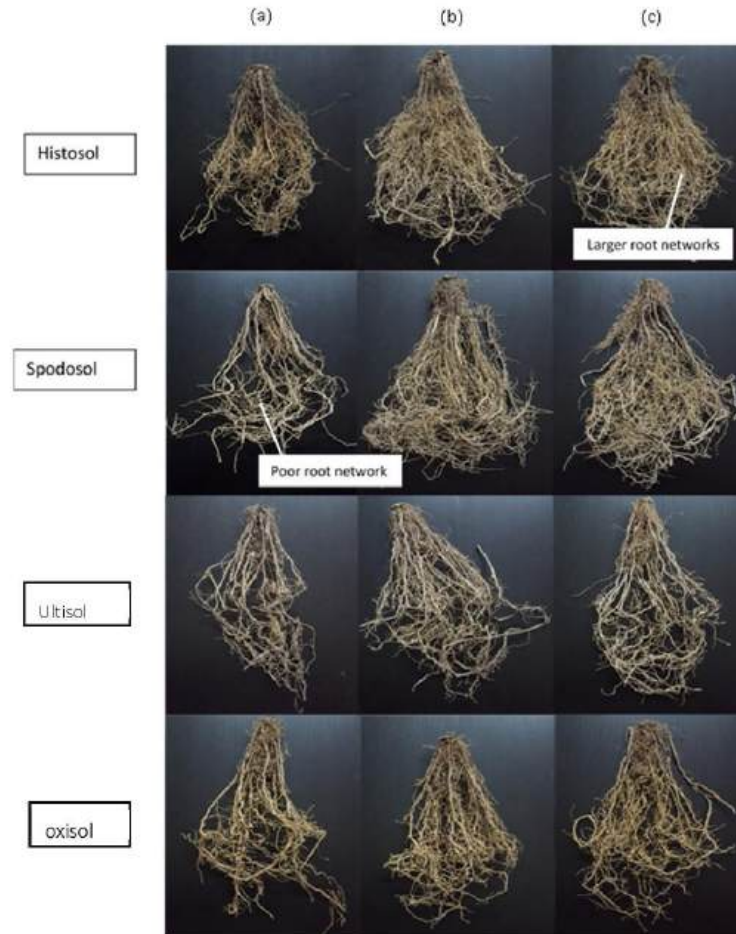 (a) (b) (c)
Histosol
Larger root networks
Spodosol
Poor root network
Ultisol
oxisol